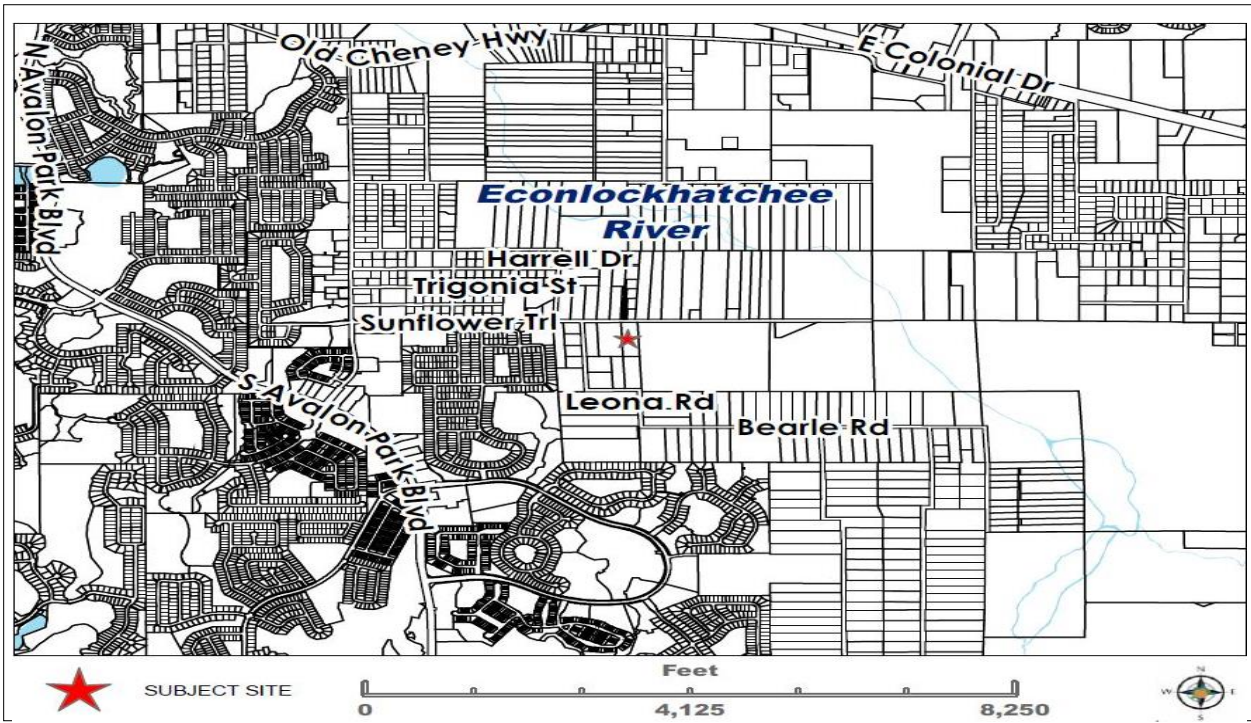 Old Cheney Hwy
E Colonial Dr
N Avalon Park Blvd
Econlockhatchee
River
Harrell Dr
Trigonia St
Sunflower Trl
S Avalon Park Blvd
Leona Rd
Bearle Rd
SUBJECT SITE
Feet
0 4,125 8,250
N
W E
S